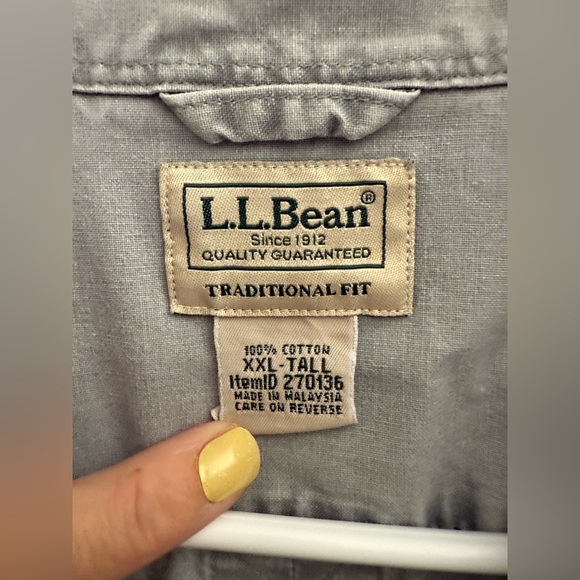 L.L.Bean®
Since 1912
QUALITY GUARANTEED
TRADITIONAL FIT
100% COTTON
XXL-TALL
ItemID 270136
MADE IN MALAYSIA
CARE ON REVERSE